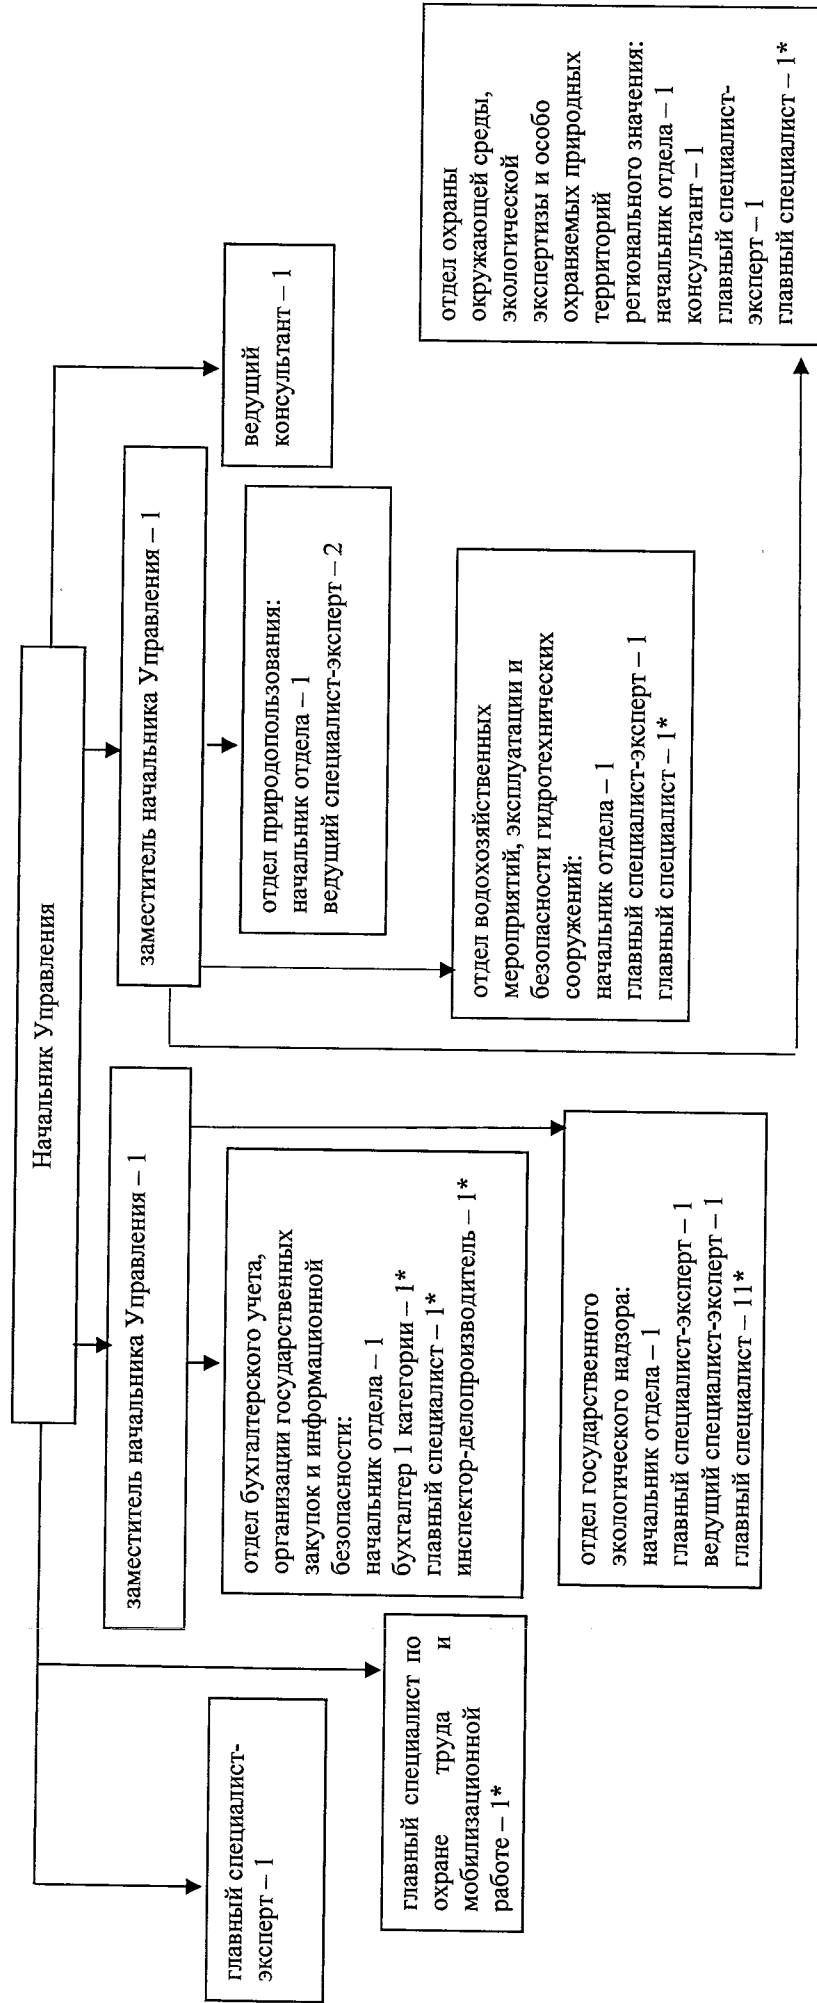 Начальник Управления
заместитель начальника Управления – 1
заместитель начальника Управления – 1
ведущий
консультант – 1
главный специалист-
эксперт – 1
главный специалист по
охране труда и
мобилизационной
работе – 1*
отдел бухгалтерского учета,
организации государственных
закупок и информационной
безопасности:
начальник отдела – 1
бухгалтер 1 категории – 1*
главный специалист – 1*
инспектор-делопроизводитель – 1*
отдел государственного
экологического надзора:
начальник отдела – 1
главный специалист-эксперт – 1
ведущий специалист-эксперт – 1
главный специалист – 11*
отдел природопользования:
начальник отдела – 1
ведущий специалист-эксперт – 2
отдел водохозяйственных
мероприятий, эксплуатации и
безопасности гидротехнических
сооружений:
начальник отдела – 1
главный специалист-эксперт – 1
главный специалист – 1*
отдел охраны
окружающей среды,
экологической
экспертизы и особо
охраняемых природных
территорий
регионального значения:
начальник отдела – 1
консультант – 1
главный специалист-
эксперт – 1
главный специалист – 1*